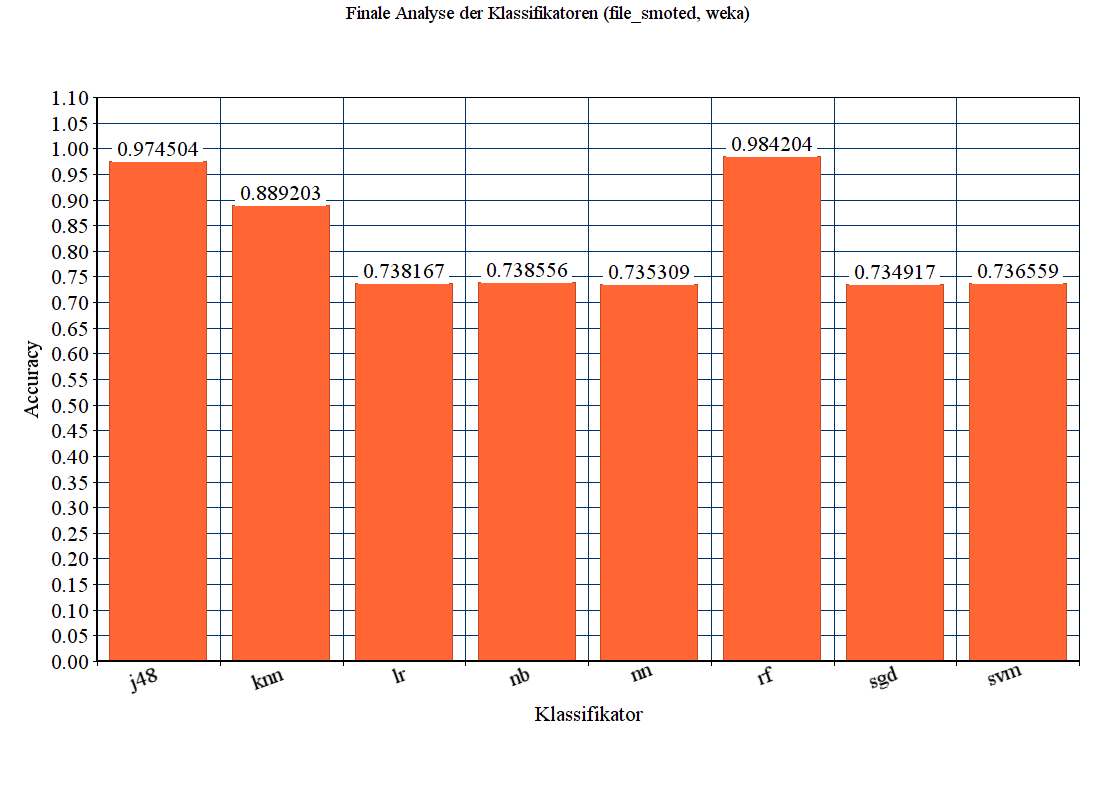 Finale Analyse der Klassifikatoren (file_smoted, weka)
1.10
1.05
1.00
0.95
0.90
0.85
0.80
0.75
0.70
0.65
0.60
0.55
0.50
0.45
0.40
0.35
0.30
0.25
0.20
0.15
0.10
0.05
0.00
Accuracy
0.974504
0.889203
0.738167
0.738556
0.735309
0.984204
0.734917
0.736559
j48
knn
lr
nb
nn
rf
sgd
svm
Klassifikator